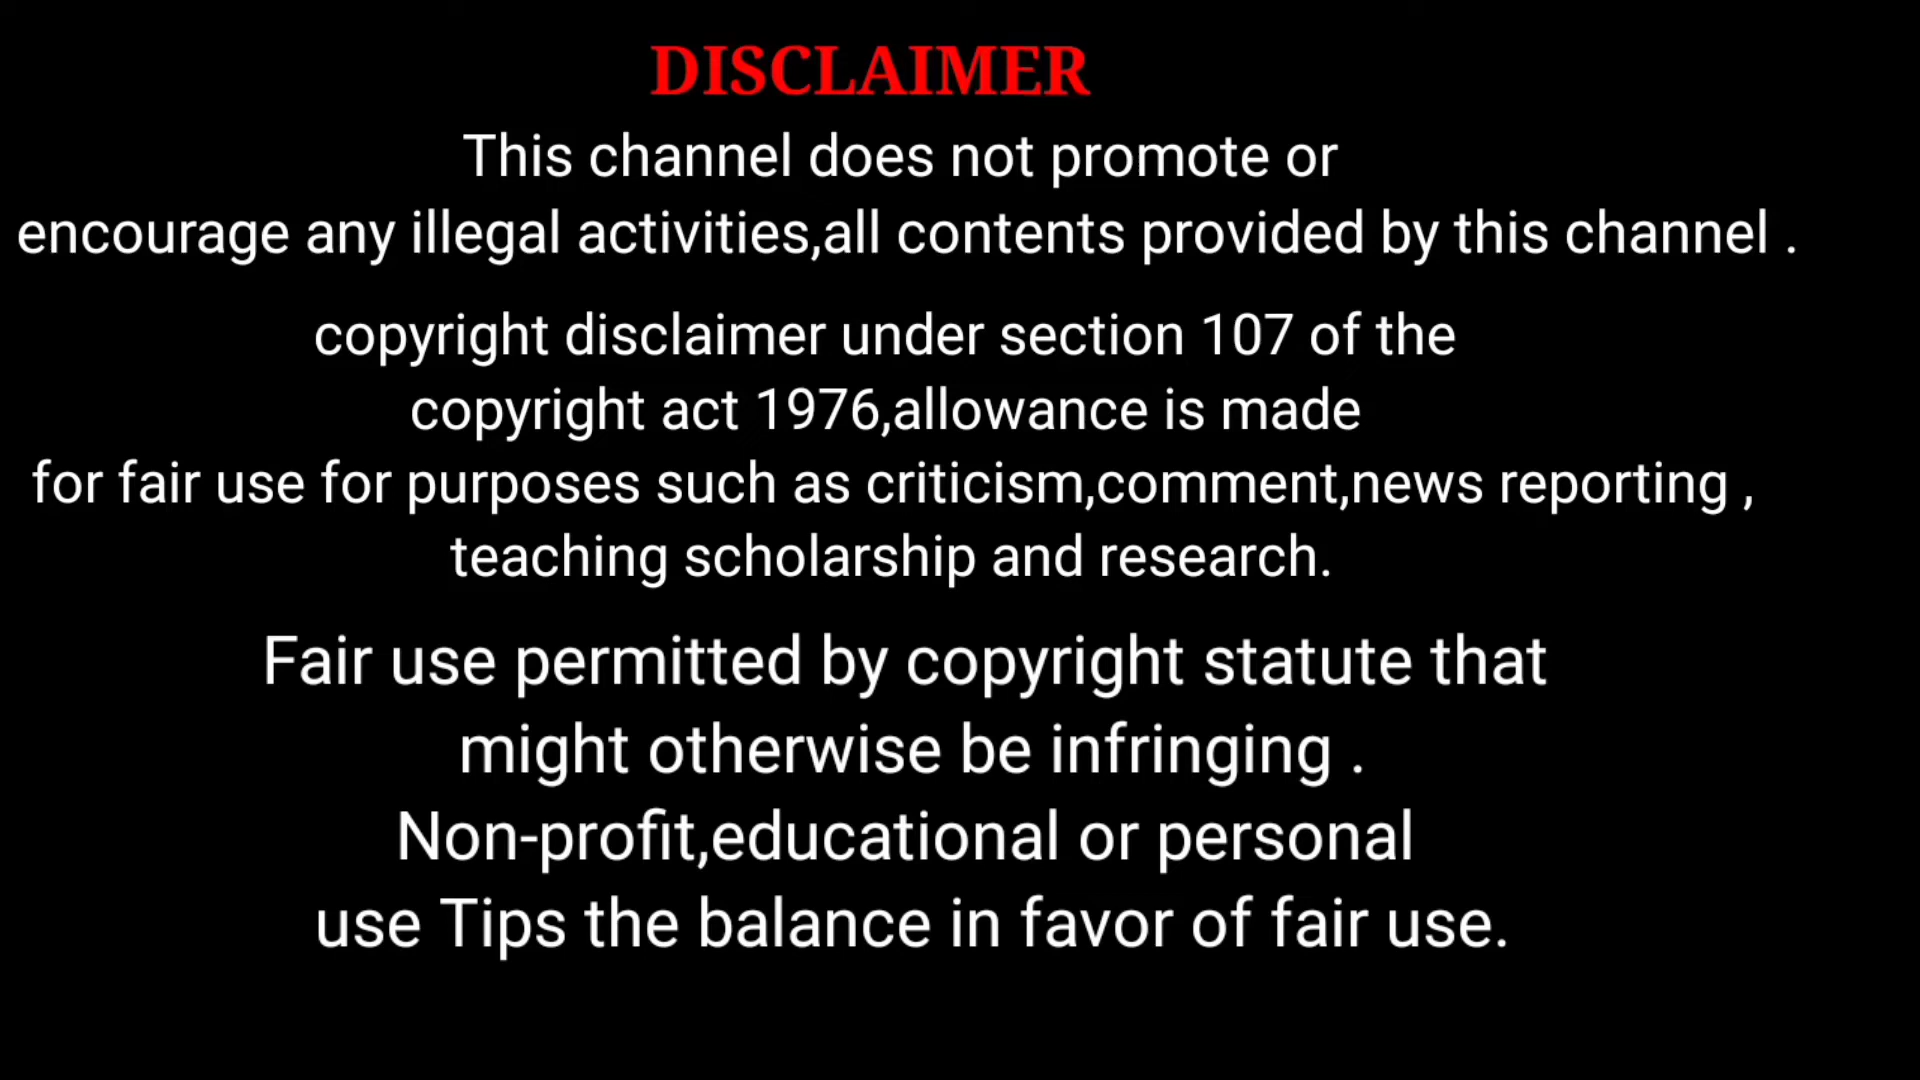 DISCLAIMER
This channel does not promote or
encourage any illegal activities,all contents provided by this channel .
copyright disclaimer under section 107 of the
copyright act 1976,allowance is made
for fair use for purposes such as criticism,comment,news reporting ,
teaching scholarship and research.
Fair use permitted by copyright statute that
might otherwise be infringing .
Non-profit,educational or personal
use Tips the balance in favor of fair use.